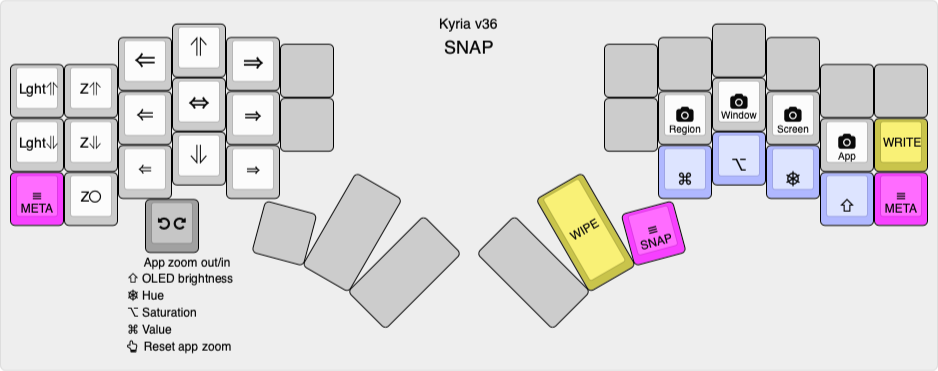 Kyria v36
SNAP
Lght⇑
Z⇑
⇐
⇑
⇒
Lght⇓
Z⇓
⇐
⇔
⇒
≡
META
Z○
⇐
⇓
⇒
App zoom out/in
⇧ OLED brightness
☸ Hue
⌥ Saturation
⌘ Value
Reset app zoom
Region
Window
Screen
App
WRITE
⌘
⌥
☸
⇧
≡
META
WIPE
≡
SNAP